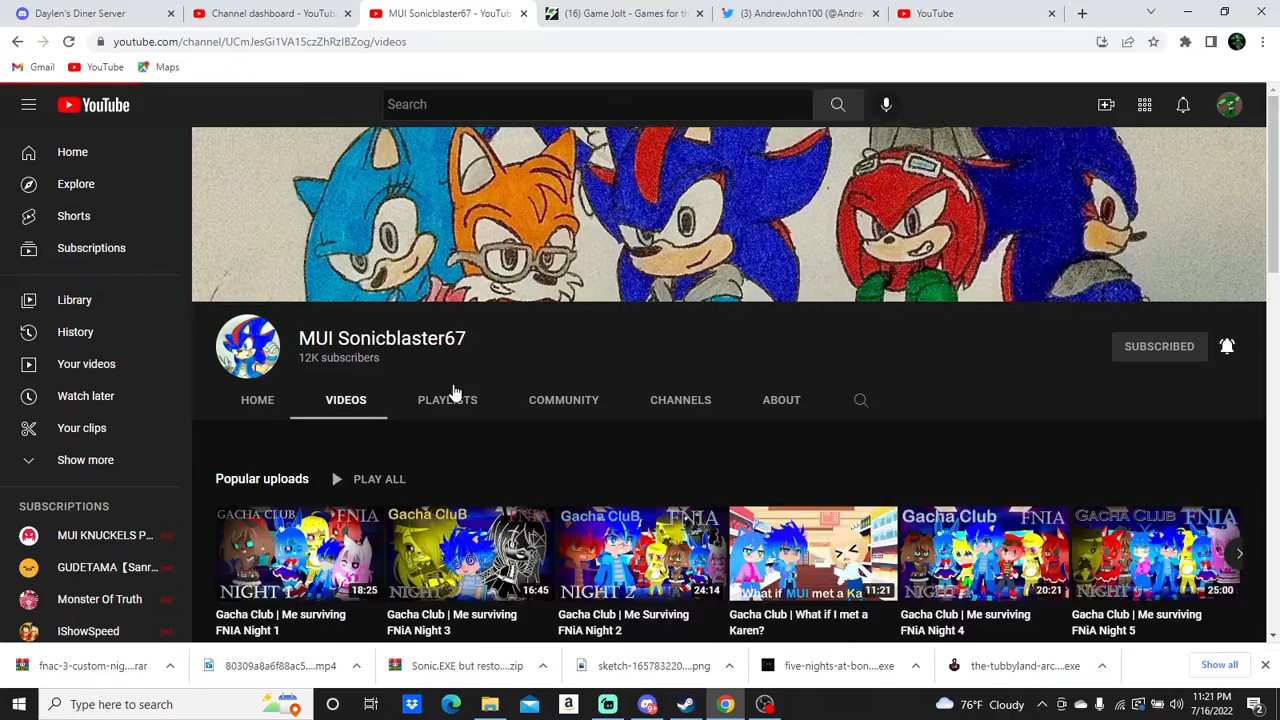 Daylen's Diner Server
Channel dashboard - YouTube
MUI Sonicblaster67 - YouTube
(16) Game Jolt - Games for the
(3) AndrewJohn100 (@Andre
YouTube
youtube.com/channel/UCmJesGi1VA15czZhRzIBZog/videos
Gmail
YouTube
Maps
YouTube
Search
Home
Explore
Shorts
Subscriptions
Library
History
Your videos
Watch later
Your clips
Show more
SUBSCRIPTIONS
MUI KNUCKLES P...
GUDETAMA【Sanr...
Monster Of Truth
IShowSpeed
MUI Sonicblaster67
12K subscribers
SUBSCRIBED
HOME
VIDEOS
PLAYLISTS
COMMUNITY
CHANNELS
ABOUT
Popular uploads
PLAY ALL
GACHA CLUB FNIA
NIGHT 1
18:25
Gacha Club | Me surviving
FNiA Night 1
Gacha CluB FNIA
NIGHT 3
16:45
Gacha Club | Me surviving
FNiA Night 3
Gacha CluB FNIA
NIGHT 2
24:14
Gacha Club | Me Surviving
FNiA Night 2
What if MUI met a Ka
11:21
Gacha Club | What if I met a
Karen?
Gacha Club FNIA
NIGHT 4
20:21
Gacha Club | Me surviving
FNiA Night 4
GACHA CLUB FNIA
NIGHT 5
25:00
Gacha Club | Me surviving
FNiA Night 5
fnac-3-custom-nig....rar
80309a8a6f88ac5....mp4
Sonic.EXE but resto....zip
sketch-165783220....png
five-nights-at-bon....exe
the-tubbyland-arc....exe
Show all
Type here to search
76°F Cloudy
11:21 PM
7/16/2022
2